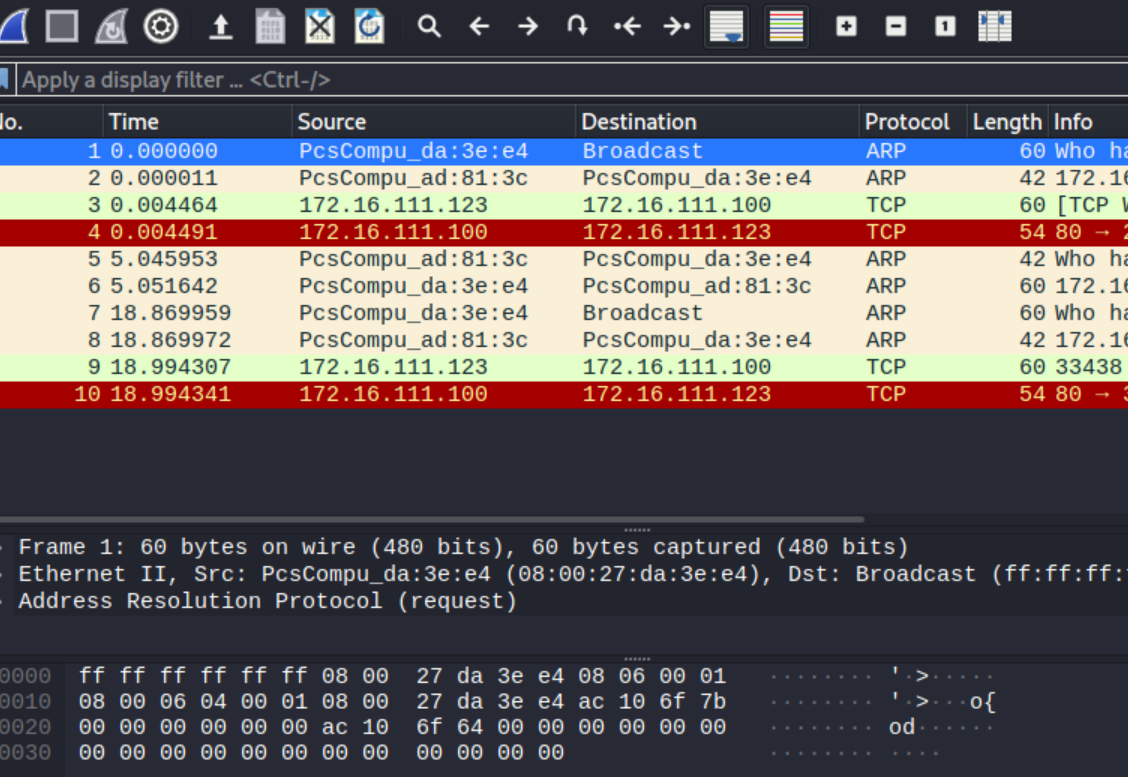 Apply a display filter ... <Ctrl-/>
No. Time Source Destination Protocol Length Info
1 0.000000 PcsCompu_da:3e:e4 Broadcast ARP 60 Who ha
2 0.000011 PcsCompu_ad:81:3c PcsCompu_da:3e:e4 ARP 42 172.16
3 0.004464 172.16.111.123 172.16.111.100 TCP 60 [TCP W
4 0.004491 172.16.111.100 172.16.111.123 TCP 54 80 → 2
5 5.045953 PcsCompu_ad:81:3c PcsCompu_da:3e:e4 ARP 42 Who ha
6 5.051642 PcsCompu_da:3e:e4 PcsCompu_ad:81:3c ARP 60 172.16
7 18.869959 PcsCompu_da:3e:e4 Broadcast ARP 60 Who ha
8 18.869972 PcsCompu_ad:81:3c PcsCompu_da:3e:e4 ARP 42 172.16
9 18.994307 172.16.111.123 172.16.111.100 TCP 60 33438
10 18.994341 172.16.111.100 172.16.111.123 TCP 54 80 → 3
Frame 1: 60 bytes on wire (480 bits), 60 bytes captured (480 bits)
Ethernet II, Src: PcsCompu_da:3e:e4 (08:00:27:da:3e:e4), Dst: Broadcast (ff:ff:ff:
Address Resolution Protocol (request)
0000 ff ff ff ff ff ff 08 00 27 da 3e e4 08 06 00 01 ········ '·>·····
0010 08 00 06 04 00 01 08 00 27 da 3e e4 ac 10 6f 7b ········ '·>···o{
0020 00 00 00 00 00 00 ac 10 6f 64 00 00 00 00 00 00 ········ od······
0030 00 00 00 00 00 00 00 00 00 00 00 00 ········ ····